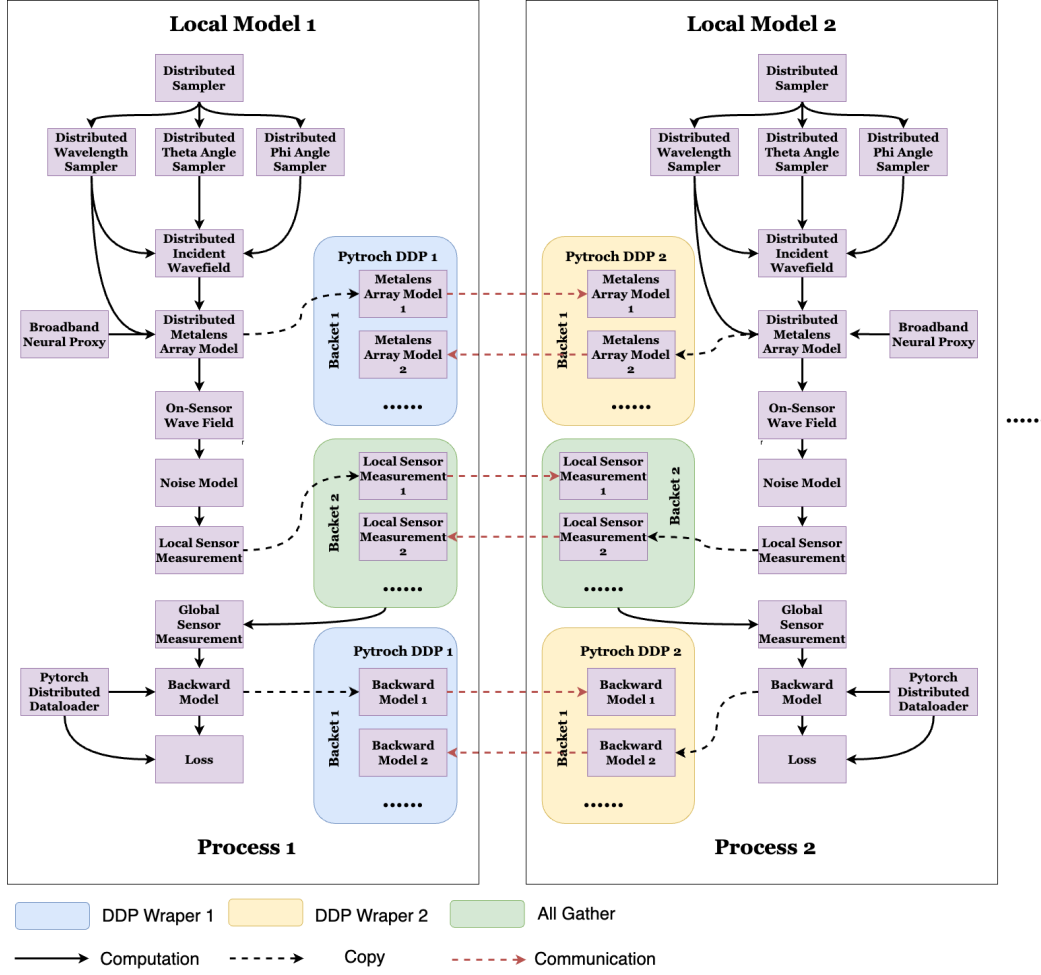 Local Model 1
Distributed
Sampler
Distributed
Wavelength
Sampler
Distributed
Theta Angle
Sampler
Distributed
Phi Angle
Sampler
Distributed
Incident
Wavefield
Broadband
Neural Proxy
Distributed
Metalens
Array Model
On-Sensor
Wave Field
Noise Model
Local Sensor
Measurement
Global
Sensor
Measurement
Pytorch
Distributed
Dataloader
Backward
Model
Loss
Pytroch DDP 1
Backet 1
Metalens
Array Model
1
Metalens
Array Model
2
......
Backet 2
Local Sensor
Measurement
1
Local Sensor
Measurement
2
......
Pytroch DDP 1
Backet 1
Backward
Model 1
Backward
Model 2
......
Process 1
Local Model 2
Distributed
Sampler
Distributed
Wavelength
Sampler
Distributed
Theta Angle
Sampler
Distributed
Phi Angle
Sampler
Distributed
Incident
Wavefield
Distributed
Metalens
Array Model
Broadband
Neural Proxy
On-Sensor
Wave Field
Noise Model
Local Sensor
Measurement
Global
Sensor
Measurement
Backward
Model
Pytorch
Distributed
Dataloader
Loss
Pytroch DDP 2
Backet 1
Metalens
Array Model
1
Metalens
Array Model
2
......
Local Sensor
Measurement
1
Local Sensor
Measurement
2
Backet 2
......
Pytroch DDP 2
Backet 1
Backward
Model 1
Backward
Model 2
......
Process 2
.....
DDP Wraper 1
DDP Wraper 2
All Gather
Computation
Copy
Communication